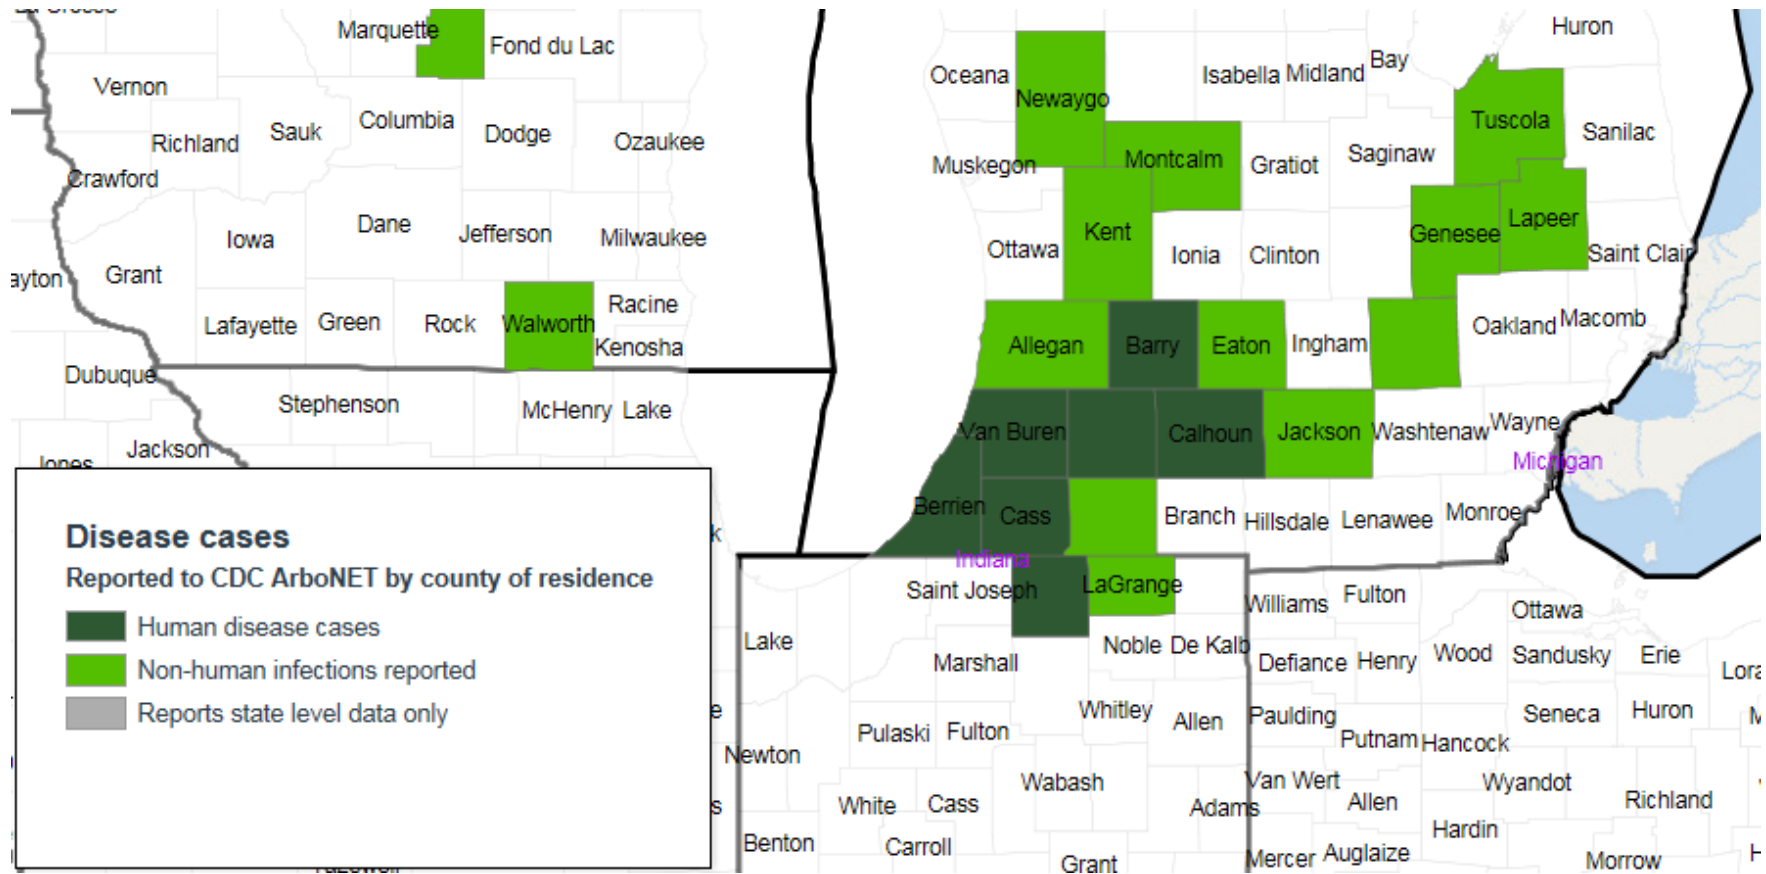 Marquette
Fond du Lac
Vernon
Richland
Sauk
Columbia
Dodge
Ozaukee
Crawford
Iowa
Dane
Jefferson
Milwaukee
Grant
ayton
Lafayette
Green
Rock
Walworth
Racine
Kenosha
Dubuque
Stephenson
McHenry
Lake
Jackson
Jones
Oceana
Newaygo
Isabella
Midland
Bay
Huron
Tuscola
Sanilac
Muskegon
Montcalm
Gratiot
Saginaw
Ottawa
Kent
Ionia
Clinton
Genesee
Lapeer
Saint Clair
Allegan
Barry
Eaton
Ingham
Oakland
Macomb
Van Buren
Calhoun
Jackson
Washtenaw
Wayne
Michigan
Berrien
Cass
Branch
Hillsdale
Lenawee
Monroe
Indiana
Saint Joseph
LaGrange
Lake
Marshall
Noble
De Kalb
Pulaski
Fulton
Whitley
Allen
Newton
Wabash
White
Cass
Adams
Benton
Carroll
Grant
Williams
Fulton
Ottawa
Defiance
Henry
Wood
Sandusky
Erie
Lora
Paulding
Putnam
Hancock
Seneca
Huron
Van Wert
Allen
Wyandot
Richland
Hardin
Mercer
Auglaize
Morrow
Disease cases
Reported to CDC ArboNET by county of residence
Human disease cases
Non-human infections reported
Reports state level data only